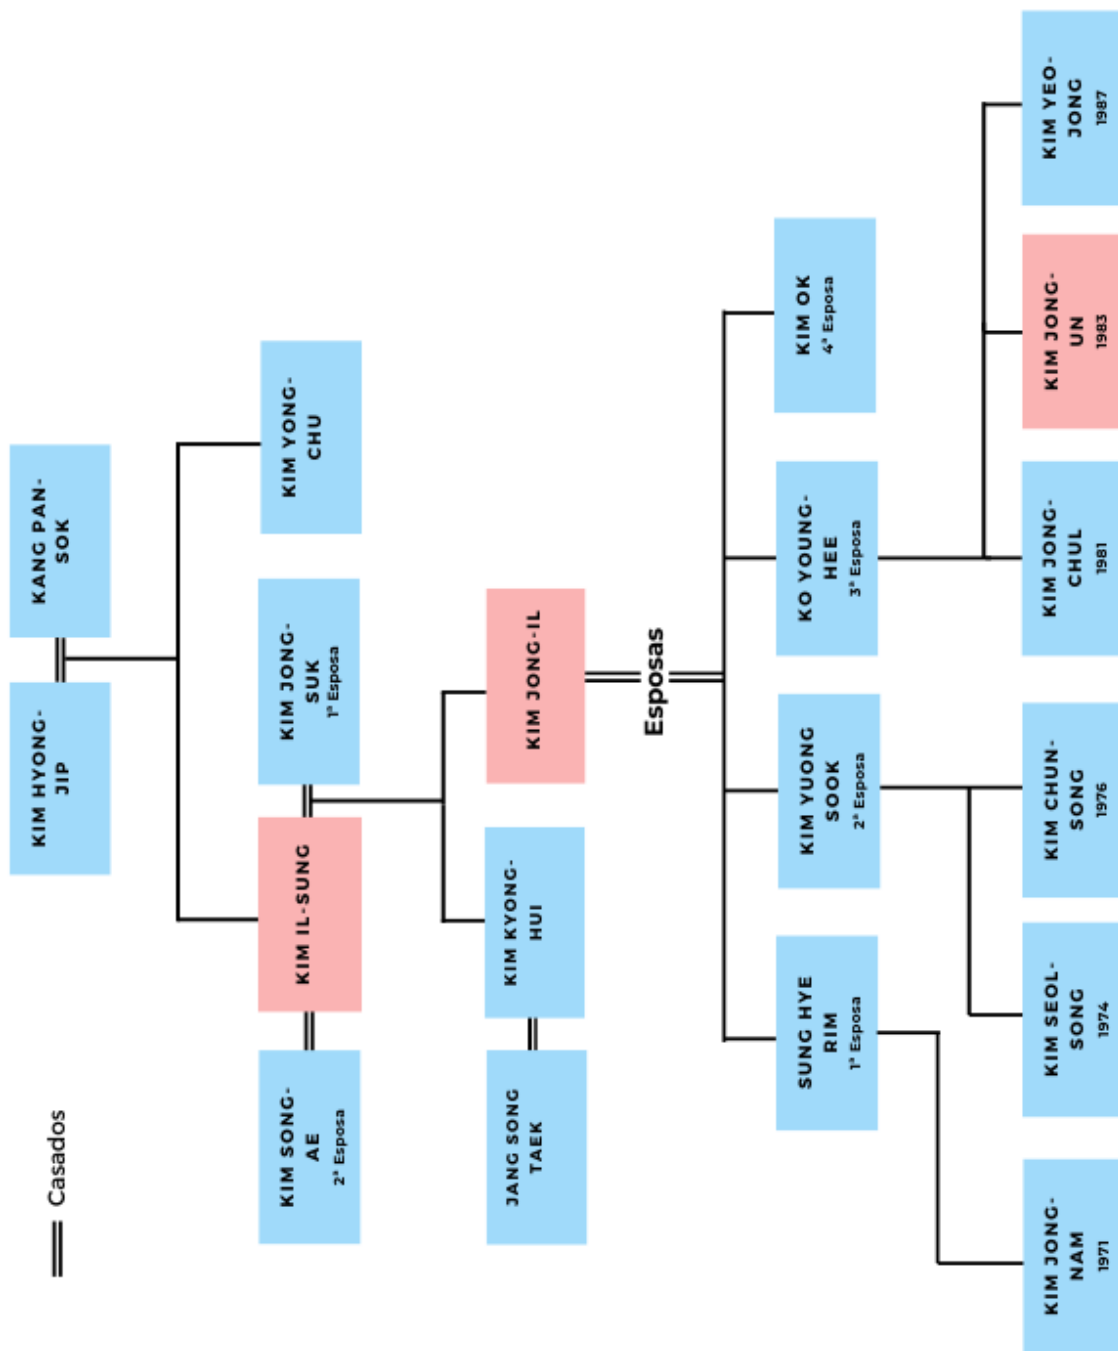 Casados
KIM HYONG-
JIP
KANG PAN-
SOK
KIM SONG-
AE
2ª Esposa
KIM IL-SUNG
KIM JONG-
SUK
1ª Esposa
KIM YONG-
CHU
JANG SONG
TAEK
KIM KYONG-
HUI
KIM JONG-IL
Esposas
SUNG HYE
RIM
1ª Esposa
KIM YUONG
SOOK
2ª Esposa
KO YOUNG-
HEE
3ª Esposa
KIM OK
4ª Esposa
KIM JONG-
NAM
1971
KIM SEOL-
SONG
1974
KIM CHUN-
SONG
1976
KIM JONG-
CHUL
1981
KIM JONG-
UN
1983
KIM YEO-
JONG
1987